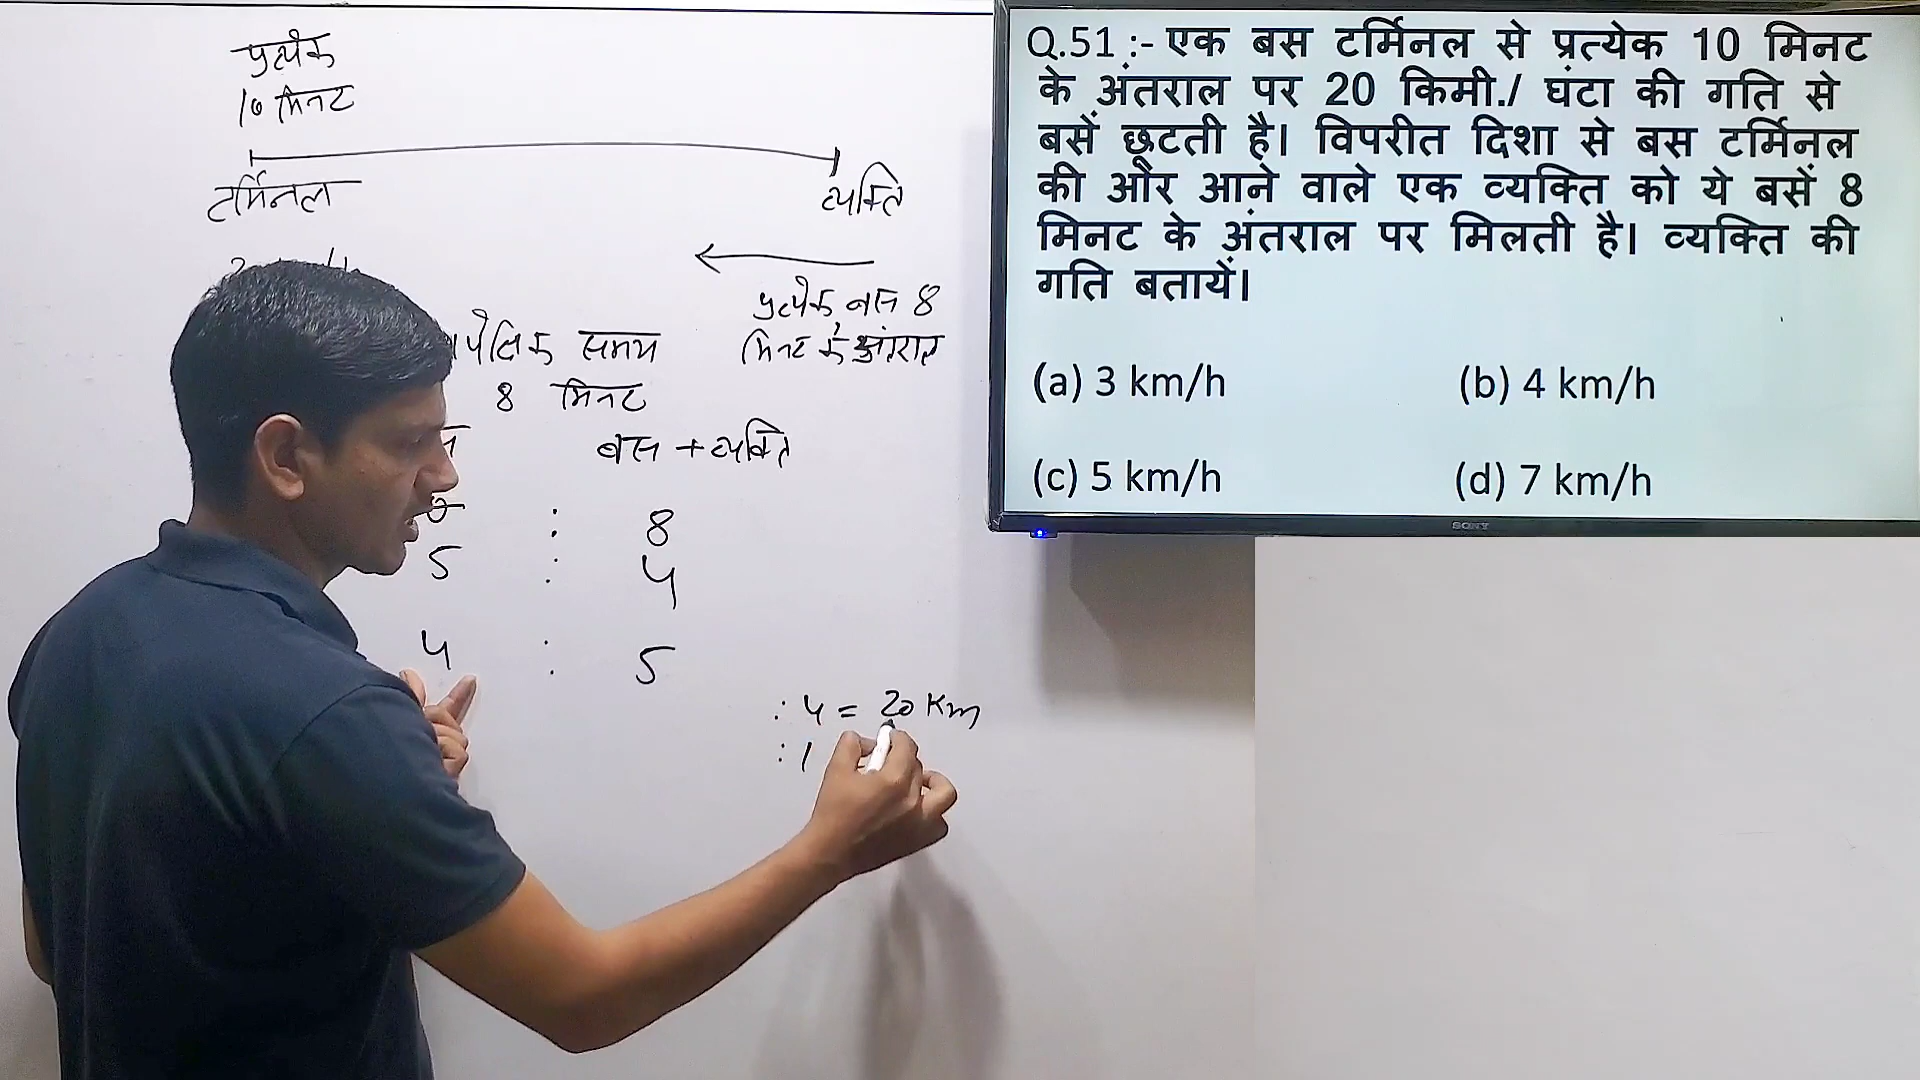 प्रत्येक
10 मिनट
टर्मिनल
व्यक्ति
प्रत्येक बस 8
मिनट के अंतराल
समय
8 मिनट
बस + व्यक्ति
: 8
5 : 4
4 : 5
: 4 = 20 Km
: 1
Q.51 :- एक बस टर्मिनल से प्रत्येक 10 मिनट
के अंतराल पर 20 किमी./ घंटा की गति से
बसें छूटती है। विपरीत दिशा से बस टर्मिनल
की ओर आने वाले एक व्यक्ति को ये बसें 8
मिनट के अंतराल पर मिलती है। व्यक्ति की
गति बतायें।
(a) 3 km/h (b) 4 km/h
(c) 5 km/h (d) 7 km/h
SONY